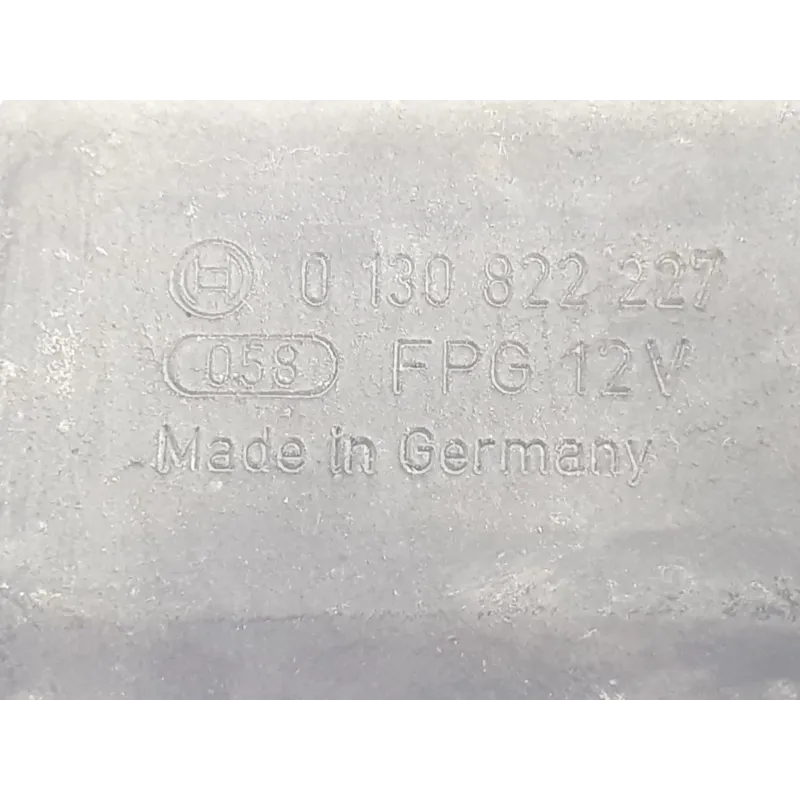 0 130 822 227
058 FPG 12V
Made in Germany